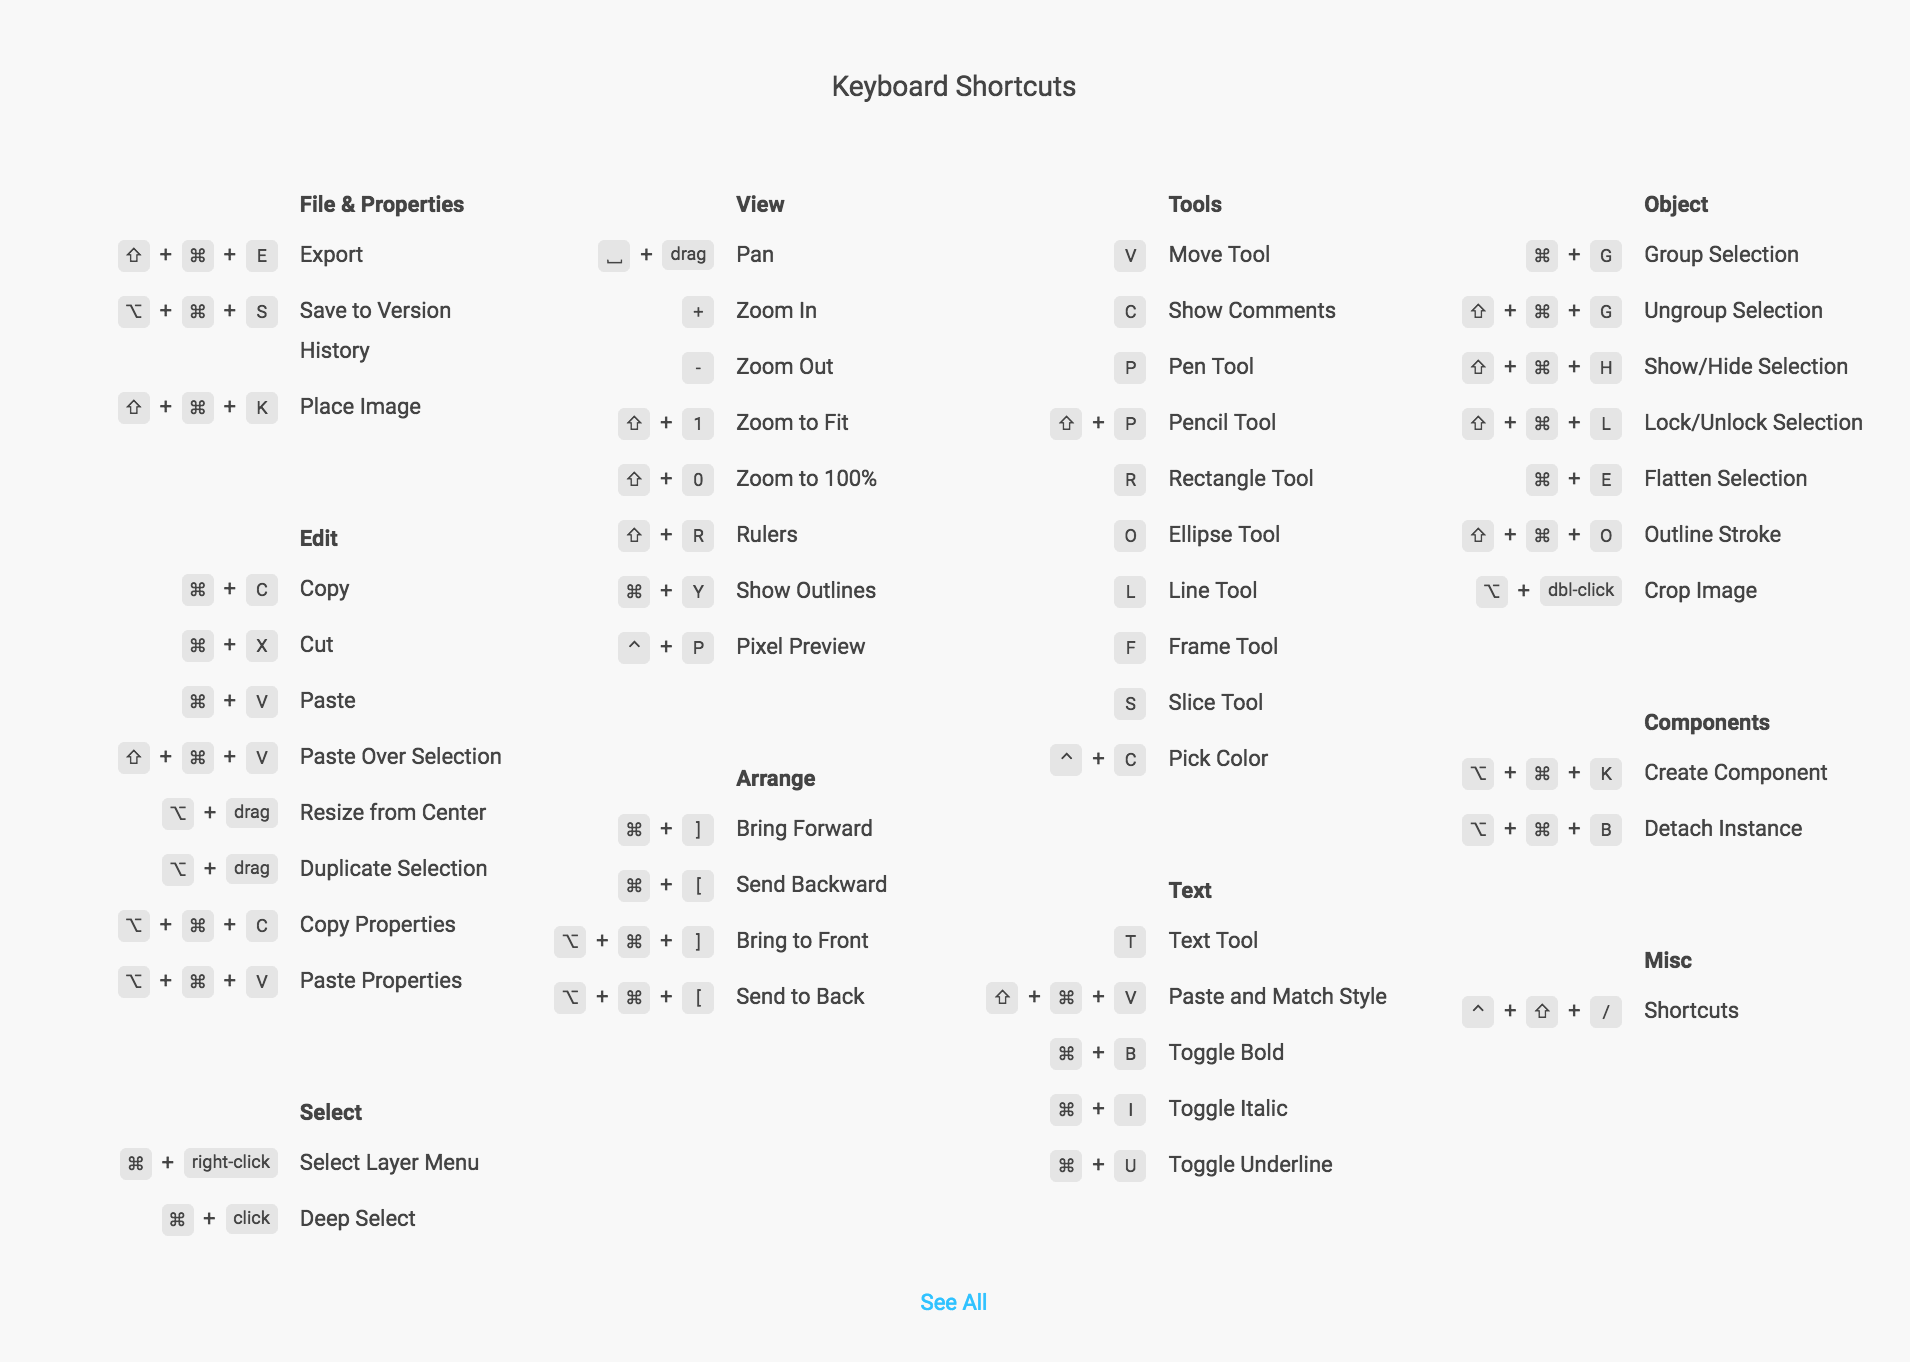 Keyboard Shortcuts
File & Properties
⇧ + ⌘ + E Export
⌥ + ⌘ + S Save to Version
History
⇧ + ⌘ + K Place Image
Edit
⌘ + C Copy
⌘ + X Cut
⌘ + V Paste
⇧ + ⌘ + V Paste Over Selection
⌥ + drag Resize from Center
⌥ + drag Duplicate Selection
⌥ + ⌘ + C Copy Properties
⌥ + ⌘ + V Paste Properties
Select
⌘ + right-click Select Layer Menu
⌘ + click Deep Select
View
⎵ + drag Pan
+ Zoom In
- Zoom Out
⇧ + 1 Zoom to Fit
⇧ + 0 Zoom to 100%
⇧ + R Rulers
⌘ + Y Show Outlines
^ + P Pixel Preview
Arrange
⌘ + ] Bring Forward
⌘ + [ Send Backward
⌥ + ⌘ + ] Bring to Front
⌥ + ⌘ + [ Send to Back
Tools
V Move Tool
C Show Comments
P Pen Tool
⇧ + P Pencil Tool
R Rectangle Tool
O Ellipse Tool
L Line Tool
F Frame Tool
S Slice Tool
^ + C Pick Color
Text
T Text Tool
⇧ + ⌘ + V Paste and Match Style
⌘ + B Toggle Bold
⌘ + I Toggle Italic
⌘ + U Toggle Underline
Object
⌘ + G Group Selection
⇧ + ⌘ + G Ungroup Selection
⇧ + ⌘ + H Show/Hide Selection
⇧ + ⌘ + L Lock/Unlock Selection
⌘ + E Flatten Selection
⇧ + ⌘ + O Outline Stroke
⌥ + dbl-click Crop Image
Components
⌥ + ⌘ + K Create Component
⌥ + ⌘ + B Detach Instance
Misc
^ + ⇧ + / Shortcuts
See All